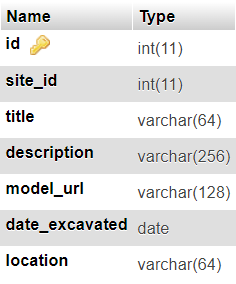 Name Type
id int(11)
site_id int(11)
title varchar(64)
description varchar(256)
model_url varchar(128)
date_excavated date
location varchar(64)